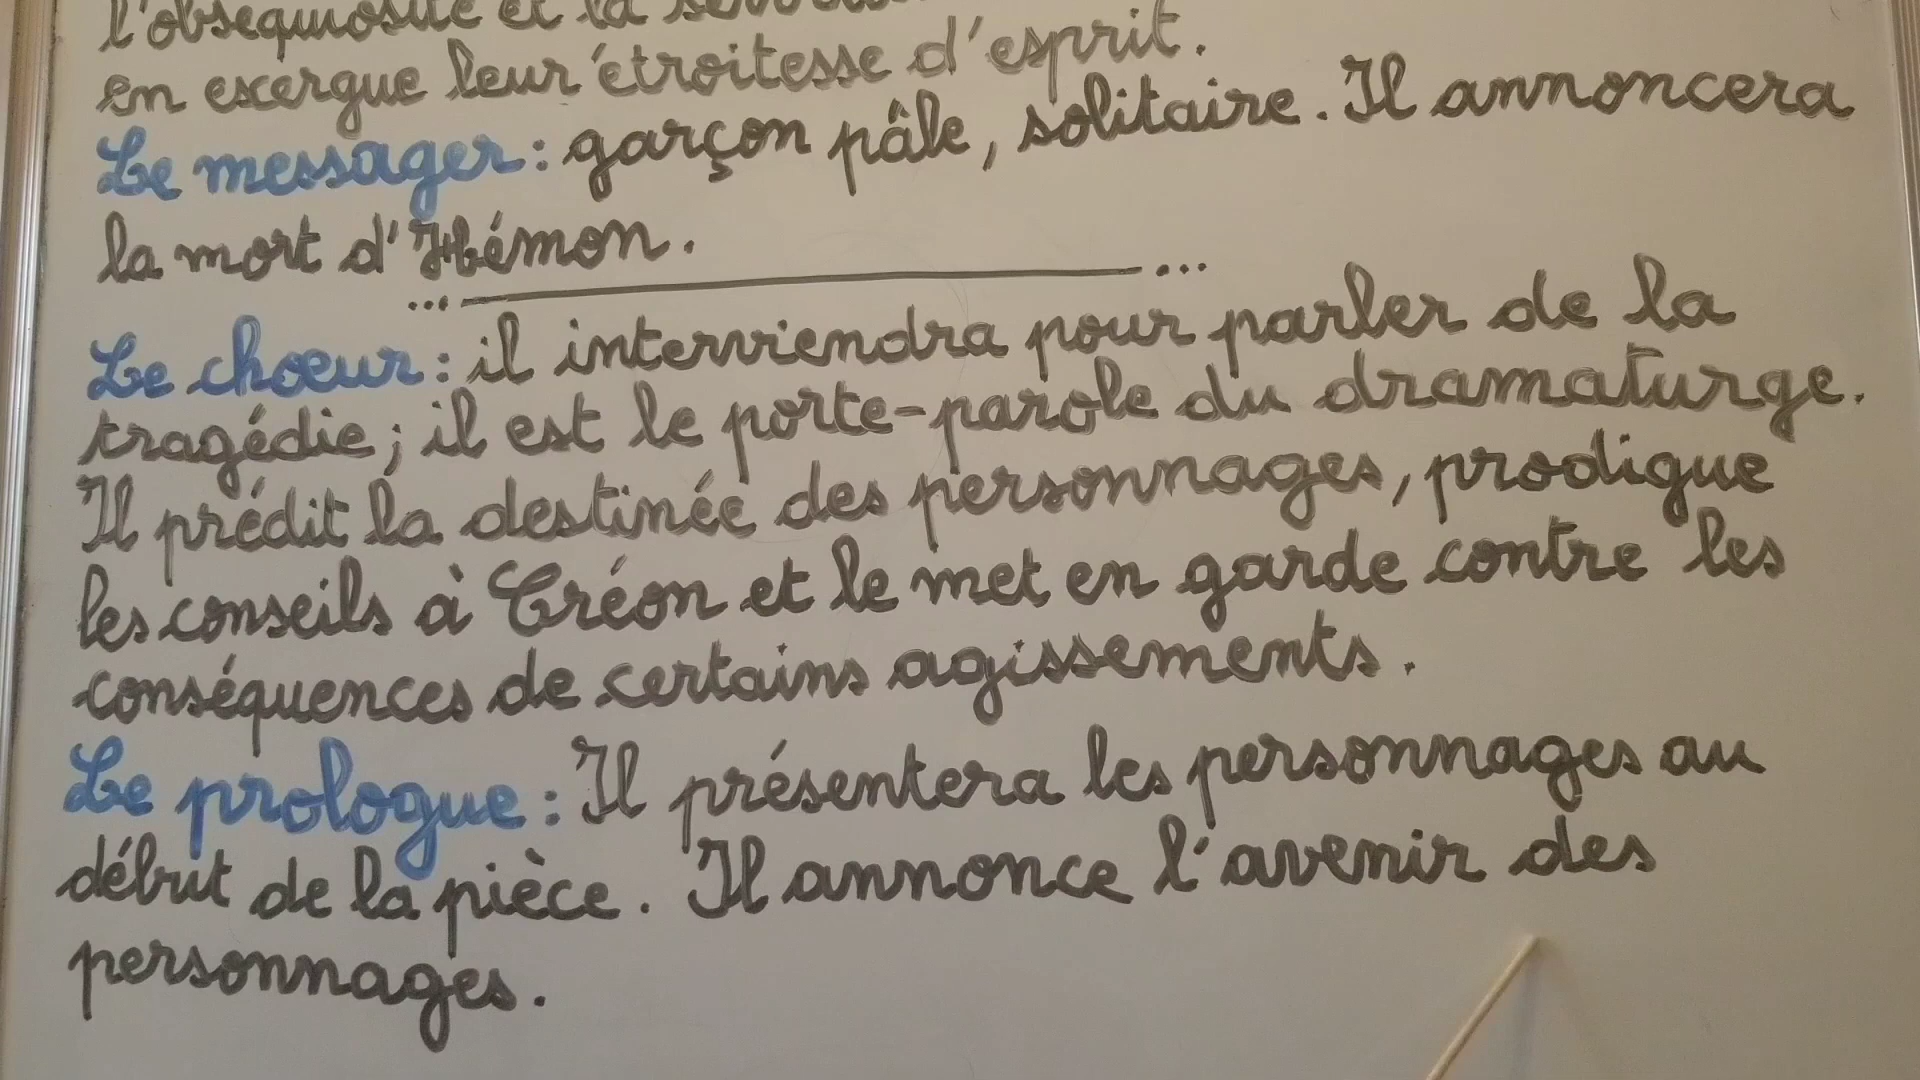 l'obséquiosité et la
en exergue leur étroitesse d'esprit.
Le messager : garçon pâle, solitaire. Il annoncera
la mort d'Hémon.
... ...
Le choeur : il interviendra pour parler de la
tragédie ; il est le porte-parole du dramaturge.
Il prédit la destinée des personnages, prodigue
les conseils à Créon et le met en garde contre les
conséquences de certains agissements.
Le prologue : Il présentera les personnages au
début de la pièce. Il annonce l'avenir des
personnages.